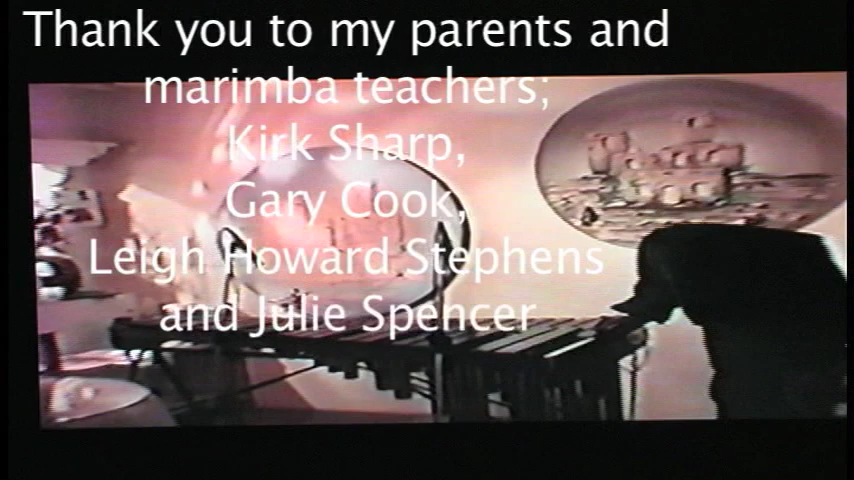 Thank you to my parents and
marimba teachers;
Kirk Sharp,
Gary Cook,
Leigh Howard Stephens
and Julie Spencer